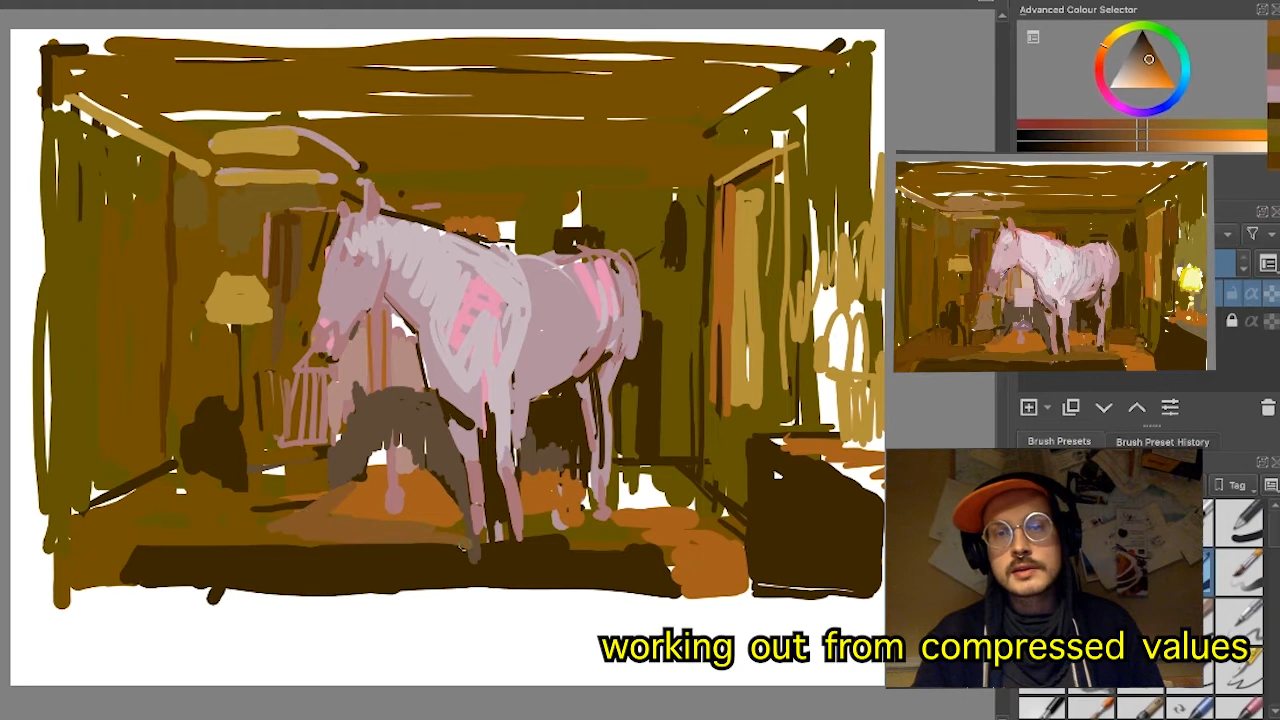 Advanced Colour Selector
Brush Presets
Brush Preset History
Tag
working out from compressed values